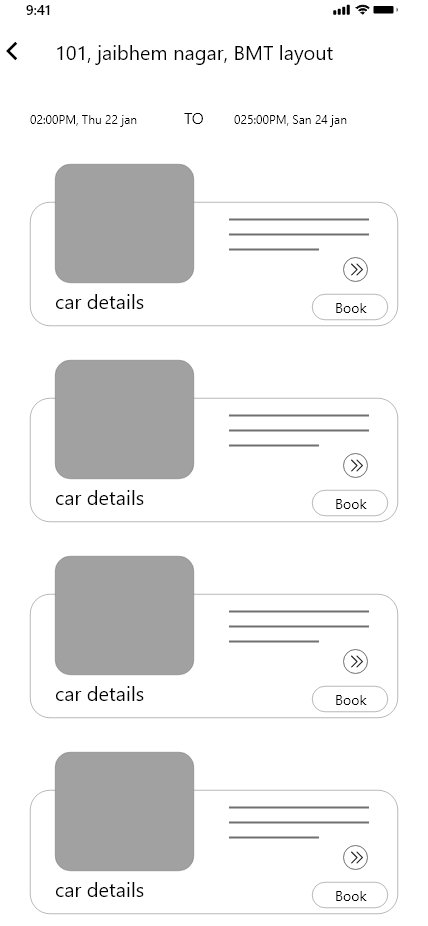 9:41
101, jaibhem nagar, BMT layout
02:00PM, Thu 22 jan TO 025:00PM, San 24 jan
car details
Book
car details
Book
car details
Book
car details
Book